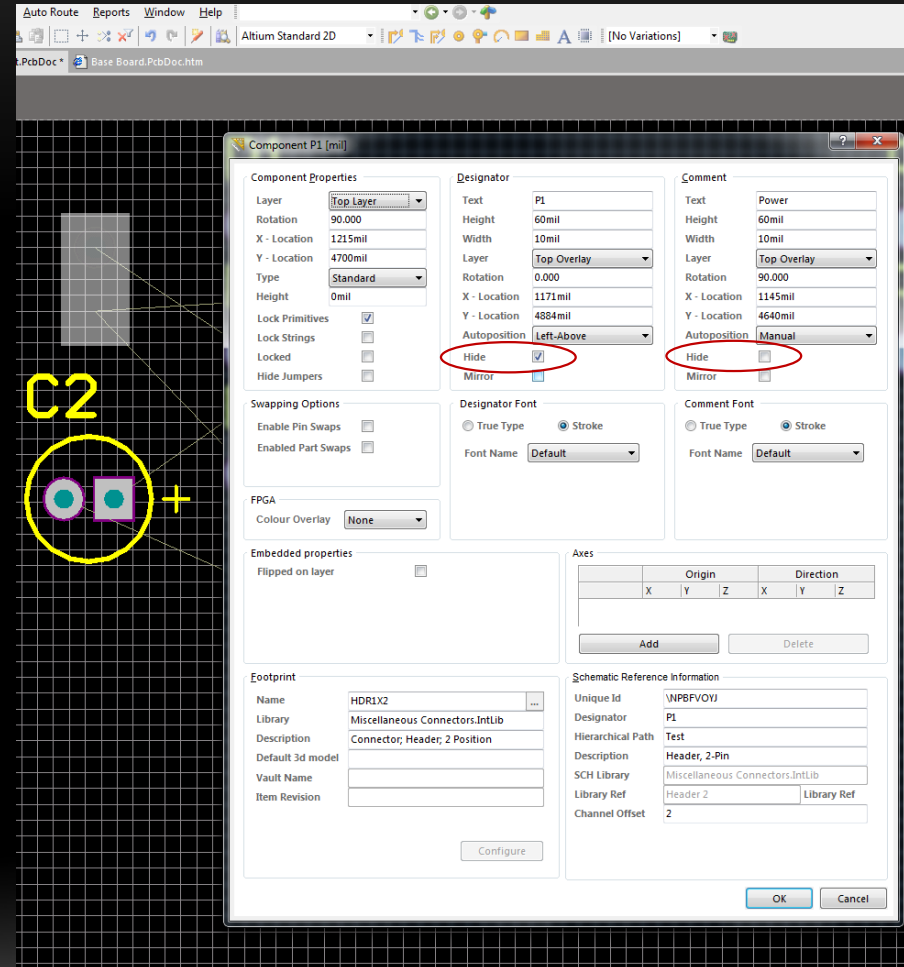 Auto Route Reports Window Help
Altium Standard 2D [No Variations]
t.PcbDoc * Base Board.PcbDoc.htm
Component P1 [mil]
Component Properties
Layer Top Layer
Rotation 90.000
X - Location 1215mil
Y - Location 4700mil
Type Standard
Height 0mil
Lock Primitives
Lock Strings
Locked
Hide Jumpers
Designator
Text P1
Height 60mil
Width 10mil
Layer Top Overlay
Rotation 0.000
X - Location 1171mil
Y - Location 4884mil
Autoposition Left-Above
Hide
Mirror
Comment
Text Power
Height 60mil
Width 10mil
Layer Top Overlay
Rotation 90.000
X - Location 1145mil
Y - Location 4640mil
Autoposition Manual
Hide
Mirror
C2
+
Swapping Options
Enable Pin Swaps
Enabled Part Swaps
Designator Font
True Type Stroke
Font Name Default
Comment Font
True Type Stroke
Font Name Default
FPGA
Colour Overlay None
Embedded properties
Flipped on layer
Axes
Origin Direction
X Y Z X Y Z
Add Delete
Footprint
Name HDR1X2 ...
Library Miscellaneous Connectors.IntLib
Description Connector; Header; 2 Position
Default 3d model
Vault Name
Item Revision
Configure
Schematic Reference Information
Unique Id \NPBFVOYJ
Designator P1
Hierarchical Path Test
Description Header, 2-Pin
SCH Library Miscellaneous Connectors.IntLib
Library Ref Header 2 Library Ref
Channel Offset 2
OK Cancel